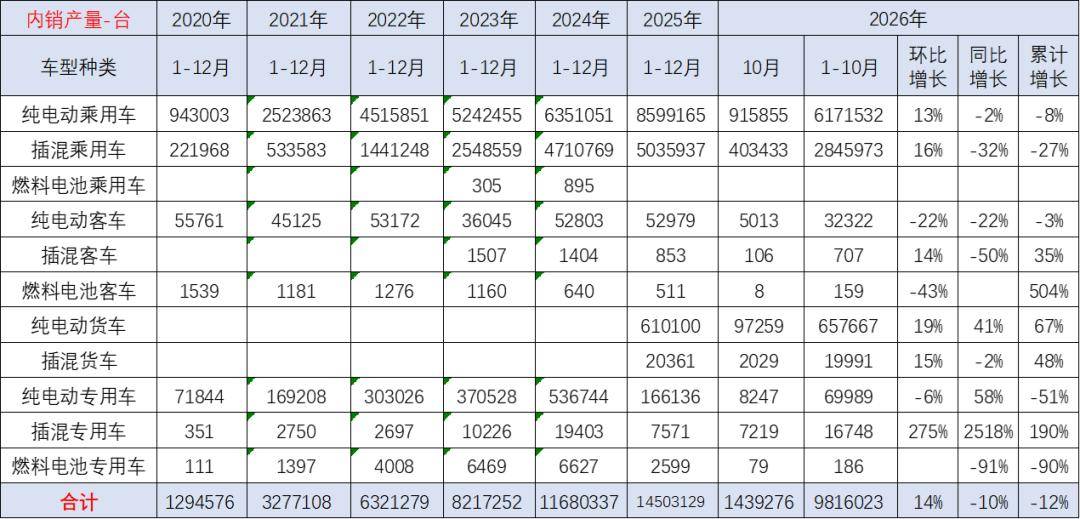 内销产量-台 2020年 2021年 2022年 2023年 2024年 2025年 2026年
车型种类 1-12月 1-12月 1-12月 1-12月 1-12月 1-12月 10月 1-10月 环比增长 同比增长 累计增长
纯电动乘用车 943003 2523863 4515851 5242455 6351051 8599165 915855 6171532 13% -2% -8%
插混乘用车 221968 533583 1441248 2548559 4710769 5035937 403433 2845973 16% -32% -27%
燃料电池乘用车 305 895
纯电动客车 55761 45125 53172 36045 52803 52979 5013 32322 -22% -22% -3%
插混客车 1507 1404 853 106 707 14% -50% 35%
燃料电池客车 1539 1181 1276 1160 640 511 8 159 -43% 504%
纯电动货车 610100 97259 657667 19% 41% 67%
插混货车 20361 2029 19991 15% -2% 48%
纯电动专用车 71844 169208 303026 370528 536744 166136 8247 69989 -6% 58% -51%
插混专用车 351 2750 2697 10226 19403 7571 7219 16748 275% 2518% 190%
燃料电池专用车 111 1397 4008 6469 6627 2599 79 186 -91% -90%
合计 1294576 3277108 6321279 8217252 11680337 14503129 1439276 9816023 14% -10% -12%